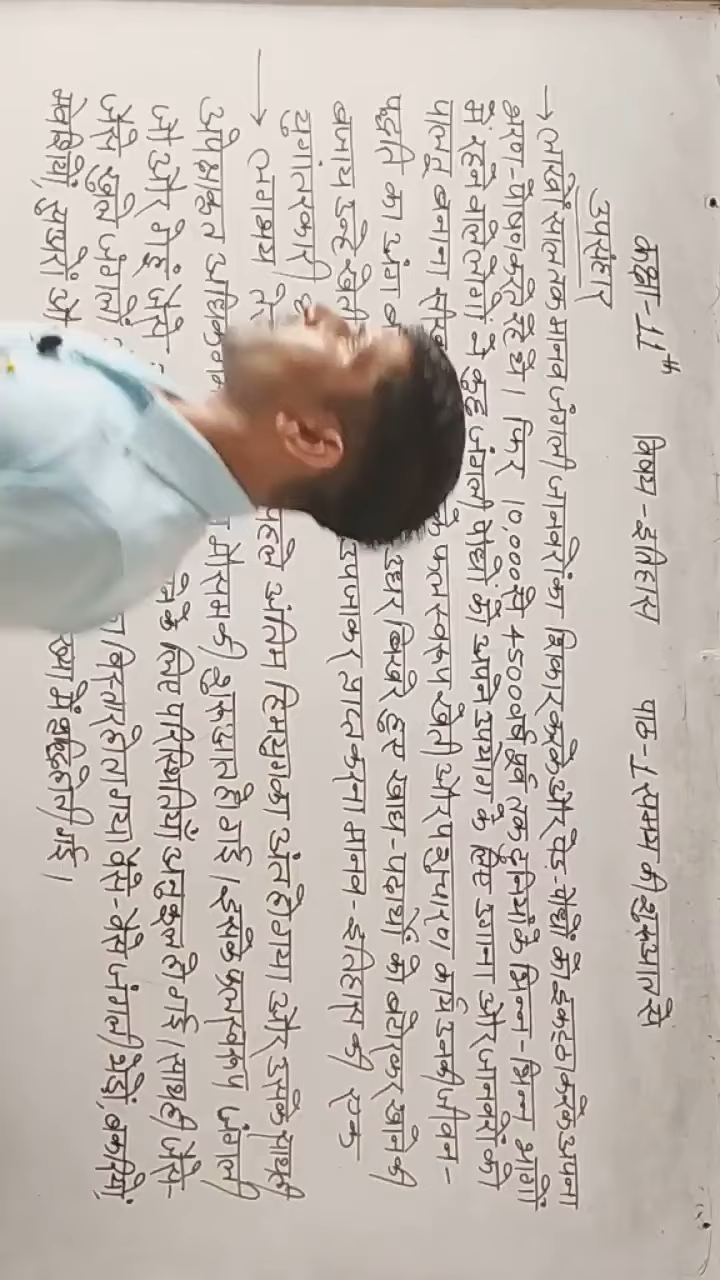 कक्षा-11th विषय-इतिहास पाठ-1 समय की शुरुआत से
उपसंहार
→ लाखों साल तक मानव जंगली जानवरों का शिकार करके और पेड़-पौधों को इकट्ठा करके अपना
भरण-पोषण करते रहे थे। फिर 10,000 से 4500 वर्ष पूर्व तक दुनियाँ के भिन्न-भिन्न भागों
में रहने वाले लोगों ने कुछ जंगली पौधों को अपने उपयोग के लिए उगाना और जानवरों को
पालतू बनाना के फलस्वरूप खेती और पशुचारण कार्य उनकी जीवन-
पद्धति का अंग बिखरे हुए खाद्य-पदार्थों को बटोरकर खाने की
बजाय उन्हें खेती उपजाकर प्राप्त करना मानव-इतिहास की एक
युगांतरकारी
→ लगभग पहले अंतिम हिमयुग का अंत हो गया और उसके साथ ही
अपेक्षाकृत अधिक मौसम की शुरुआत हो गई। इसके फलस्वरूप जंगली
जौ और गेहूँ जैसे के लिए परिस्थितियाँ अनुकूल हो गई। साथ ही जैसे-
जैसे खुले जंगलों विस्तार होता गया वैसे-वैसे जंगली भेड़ों, बकरियों,
मवेशियों, सुअरों में वृद्धि होती गई।